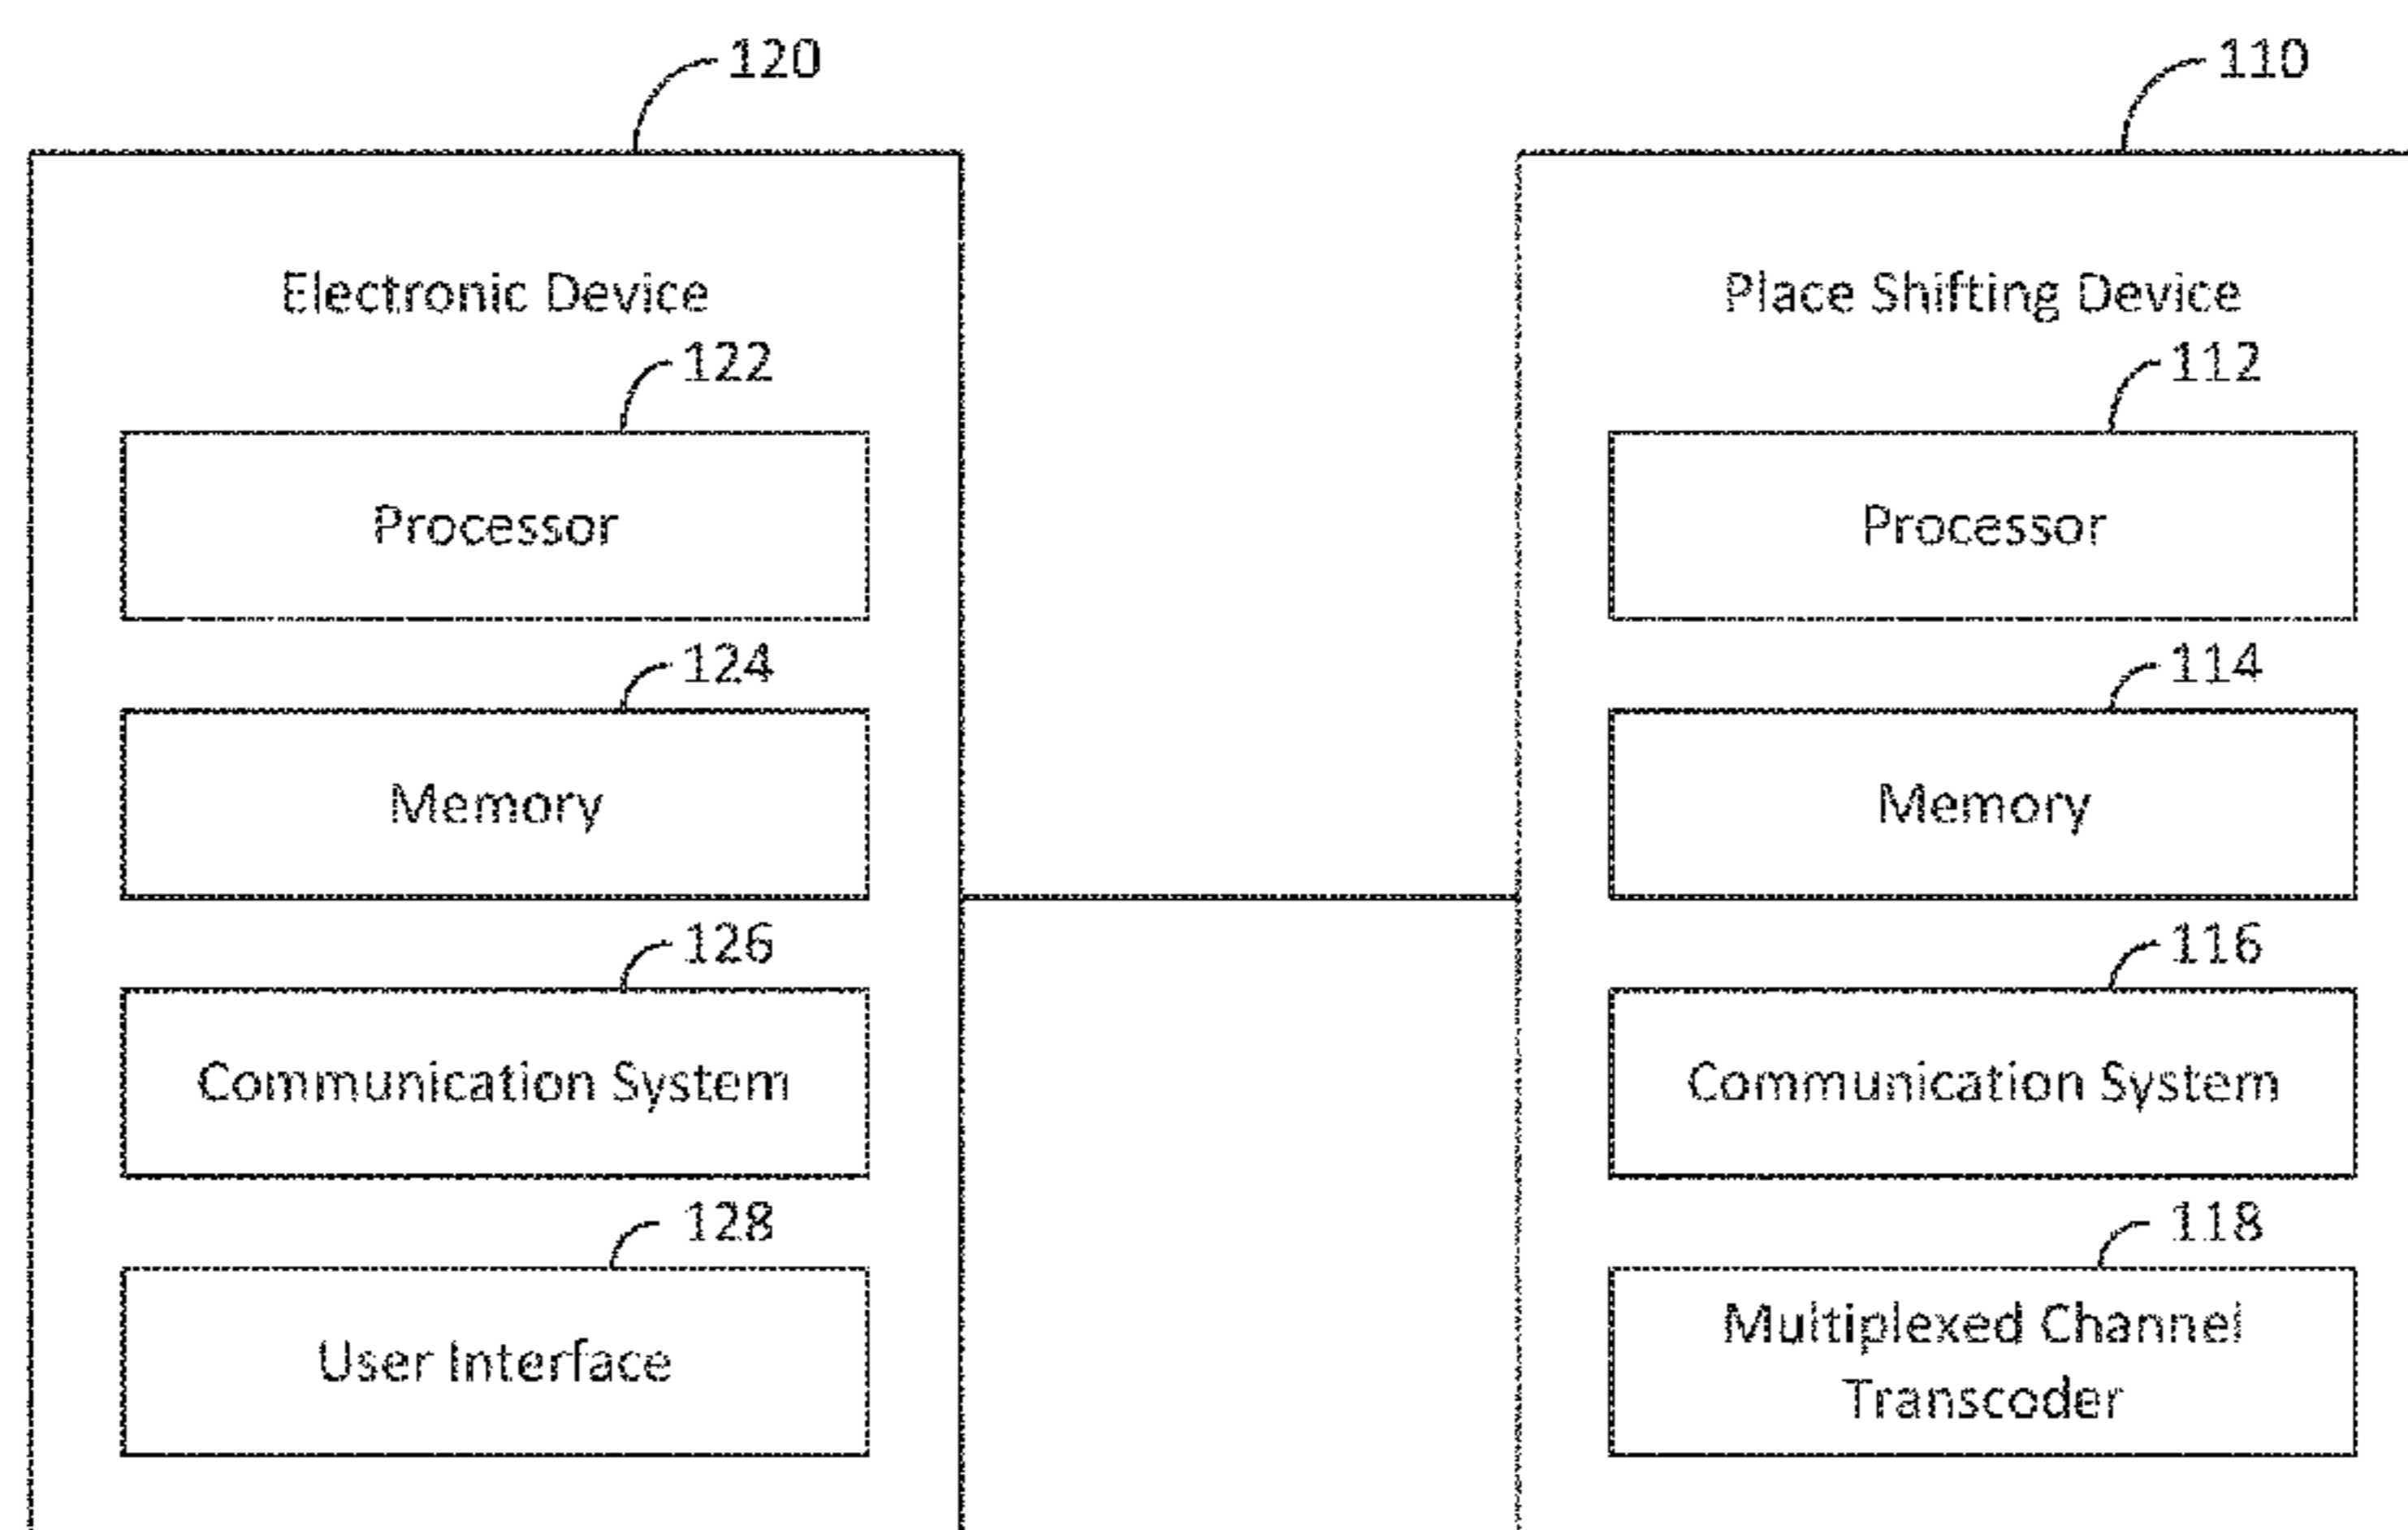 120
Electronic Device
122
Processor
124
Memory
126
Communication System
128
User Interface
110
Place Shifting Device
112
Processor
114
Memory
116
Communication System
118
Multiplexed Channel
Transcoder